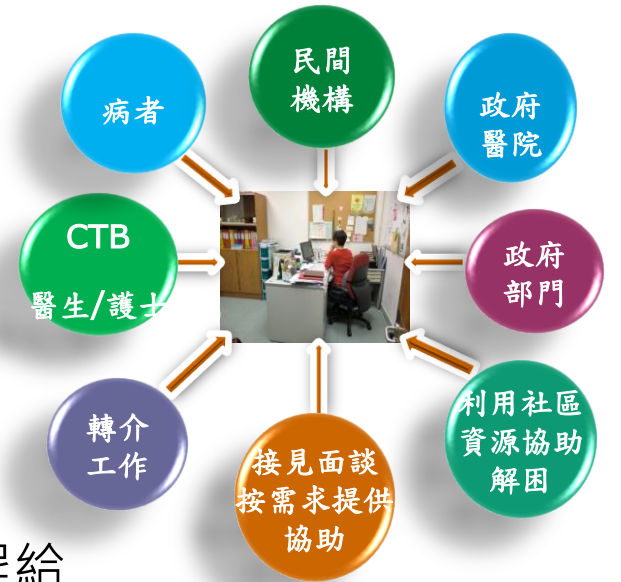 民間
機構
病者
政府
醫院
CTB
醫生/護士
政府
部門
轉介
工作
接見面談
按需求提供
協助
利用社區
資源協助
解困
給